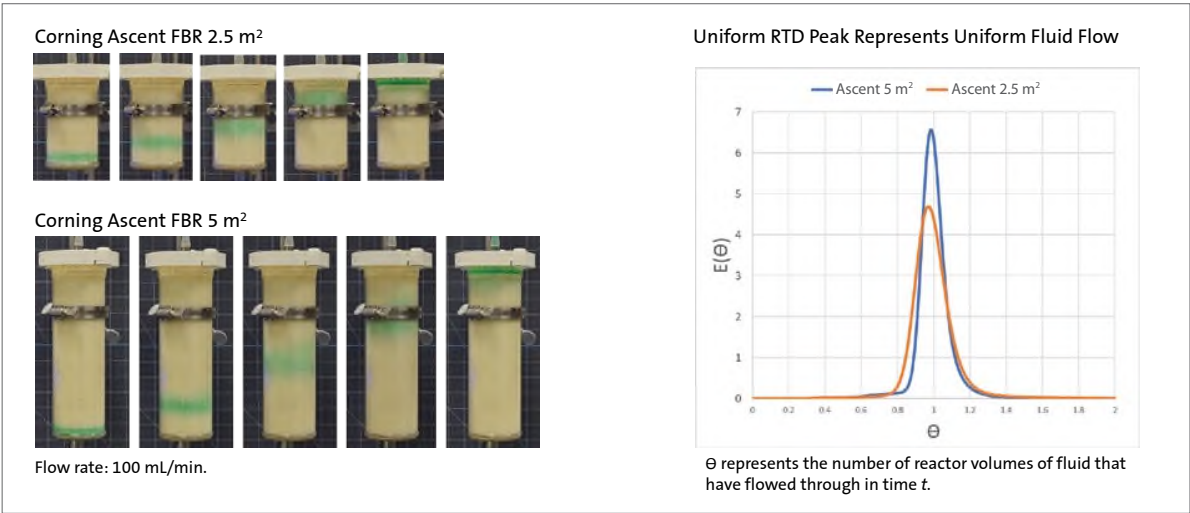 Corning Ascent FBR 2.5 m²
Corning Ascent FBR 5 m²
Flow rate: 100 mL/min.
Uniform RTD Peak Represents Uniform Fluid Flow
Ascent 5 m² Ascent 2.5 m²
7
6
5
4
3
2
1
0
E(Θ)
0 0.2 0.4 0.6 0.8 1 1.2 1.4 1.6 1.8 2
Θ
Θ represents the number of reactor volumes of fluid that
have flowed through in time t.